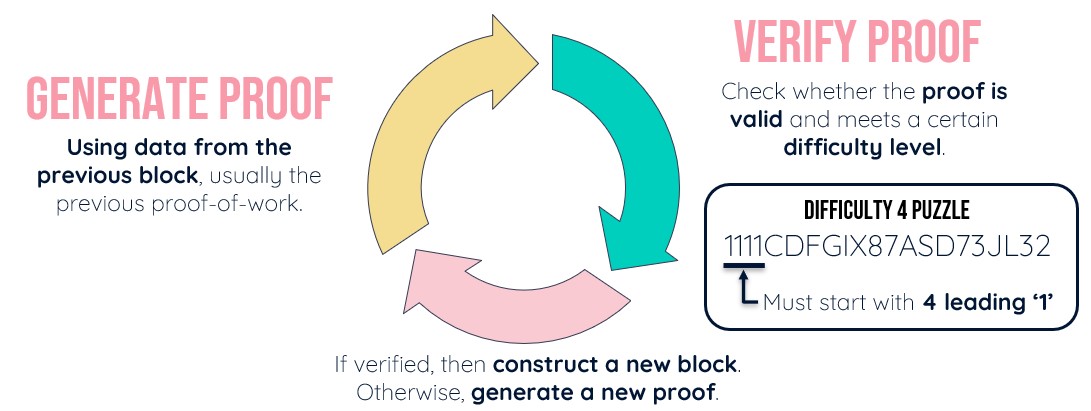 GENERATE PROOF
Using data from the
previous block, usually the
previous proof-of-work.
VERIFY PROOF
Check whether the proof is
valid and meets a certain
difficulty level.
DIFFICULTY 4 PUZZLE
1111CDFGIX87ASD73JL32
Must start with 4 leading ‘1’
If verified, then construct a new block.
Otherwise, generate a new proof.